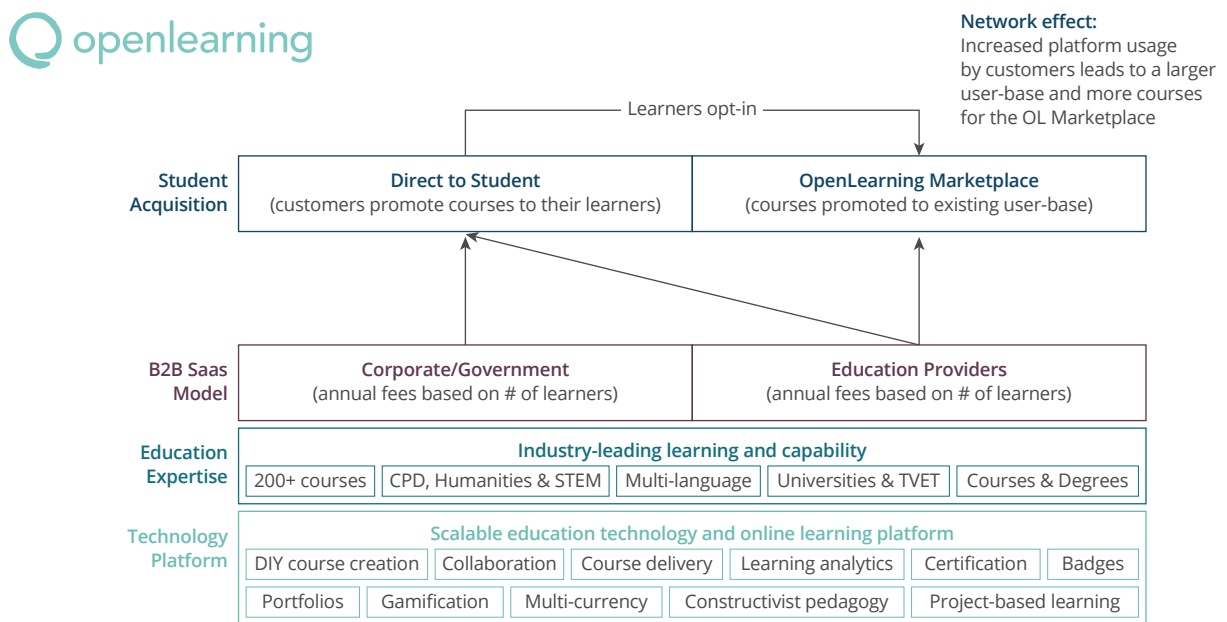 openlearning
Network effect:
Increased platform usage
by customers leads to a larger
user-base and more courses
for the OL Marketplace
Learners opt-in
Student
Acquisition
Direct to Student
(customers promote courses to their learners)
OpenLearning Marketplace
(courses promoted to existing user-base)
B2B Saas
Model
Corporate/Government
(annual fees based on # of learners)
Education Providers
(annual fees based on # of learners)
Education
Expertise
Industry-leading learning and capability
200+ courses
CPD, Humanities & STEM
Multi-language
Universities & TVET
Courses & Degrees
Technology
Platform
Scalable education technology and online learning platform
DIY course creation
Collaboration
Course delivery
Learning analytics
Certification
Badges
Portfolios
Gamification
Multi-currency
Constructivist pedagogy
Project-based learning